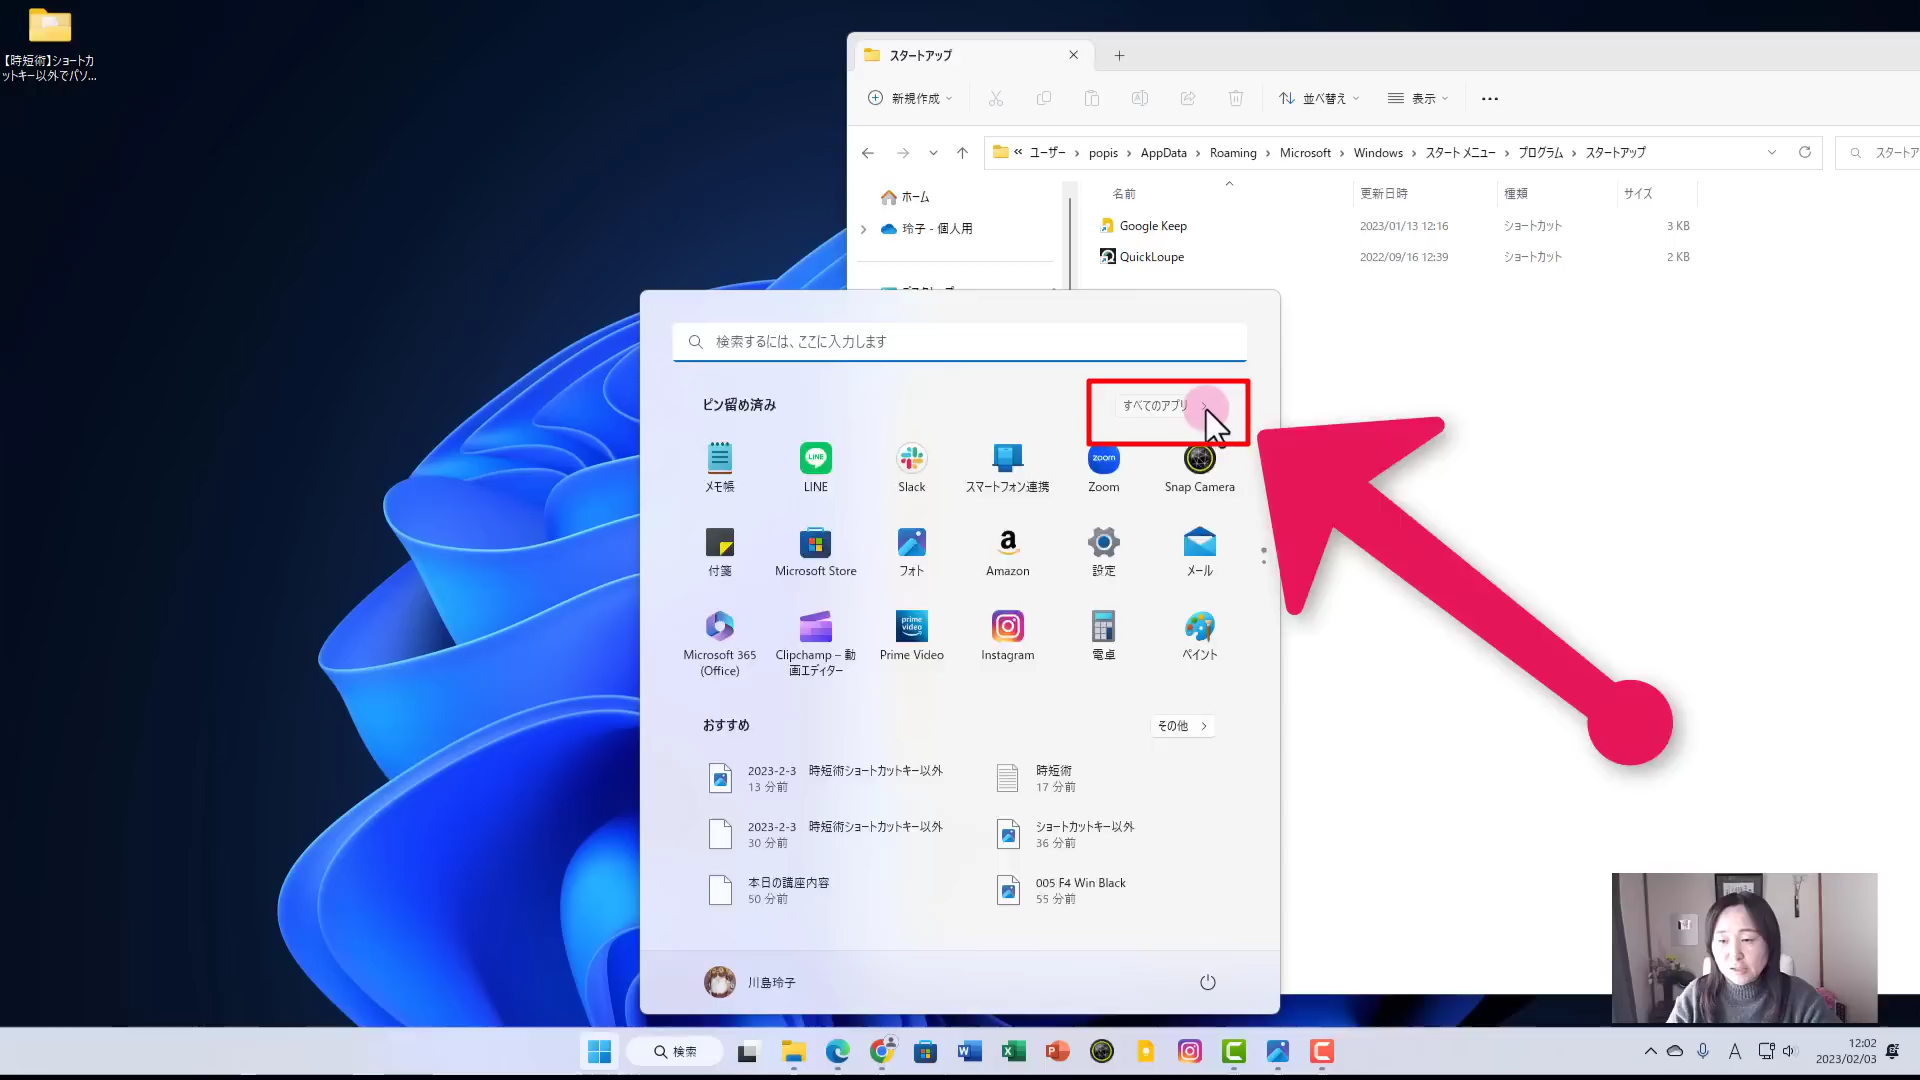 【時短術】ショートカ
ットキー以外でパソ...
スタートアップ
新規作成
並べ替え
表示
« ユーザー › popis › AppData › Roaming › Microsoft › Windows › スタート メニュー › プログラム › スタートアップ
スタートア
ホーム
玲子 - 個人用
名前 更新日時 種類 サイズ
Google Keep 2023/01/13 12:16 ショートカット 3 KB
QuickLoupe 2022/09/16 12:39 ショートカット 2 KB
検索するには、ここに入力します
ピン留め済み
すべてのアプリ
メモ帳
LINE
Slack
スマートフォン連携
zoom
Zoom
Snap Camera
付箋
Microsoft Store
フォト
Amazon
設定
メール
Microsoft 365
(Office)
Clipchamp – 動
画エディター
prime
video
Prime Video
Instagram
電卓
ペイント
おすすめ
その他
2023-2-3 時短術ショートカットキー以外
13 分前
時短術
17 分前
2023-2-3 時短術ショートカットキー以外
30 分前
ショートカットキー以外
36 分前
本日の講座内容
50 分前
005 F4 Win Black
55 分前
川島玲子
検索
A
12:02
2023/02/03